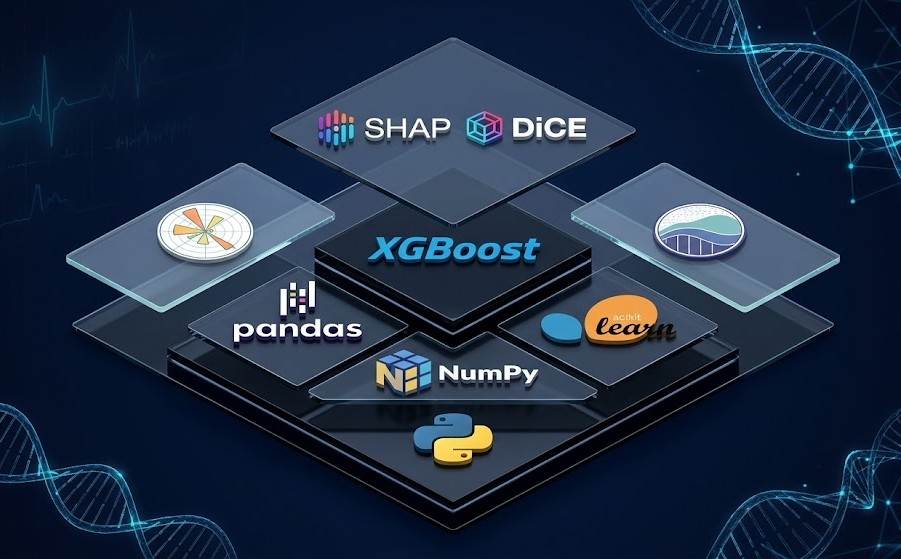 SHAP DiCE
XGBoost
pandas
scikit
learn
NumPy